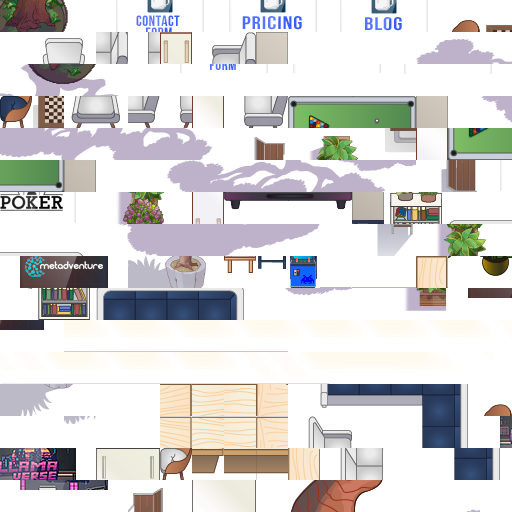 CONTACT
FORM
PRICING
BLOG
FORM
POKER
metadventure
LLAMA
VERSE